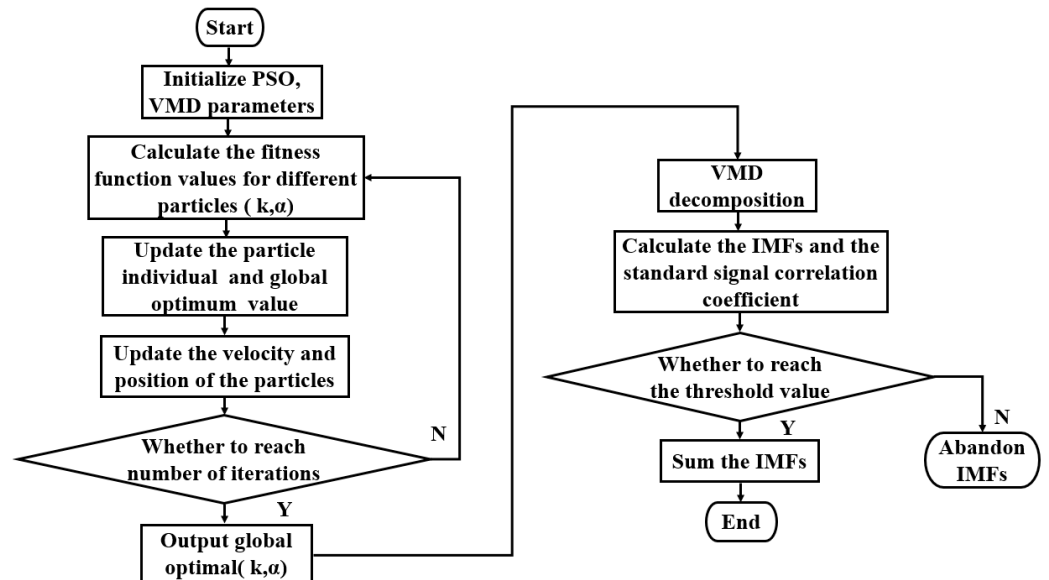 Start
Initialize PSO,
VMD parameters
Calculate the fitness
function values for different
particles ( k,α)
Update the particle
individual and global
optimum value
Update the velocity and
position of the particles
Whether to reach
number of iterations
N
Y
Output global
optimal( k,α)
VMD
decomposition
Calculate the IMFs and the
standard signal correlation
coefficient
Whether to reach
the threshold value
N
Y
Abandon
IMFs
Sum the IMFs
End